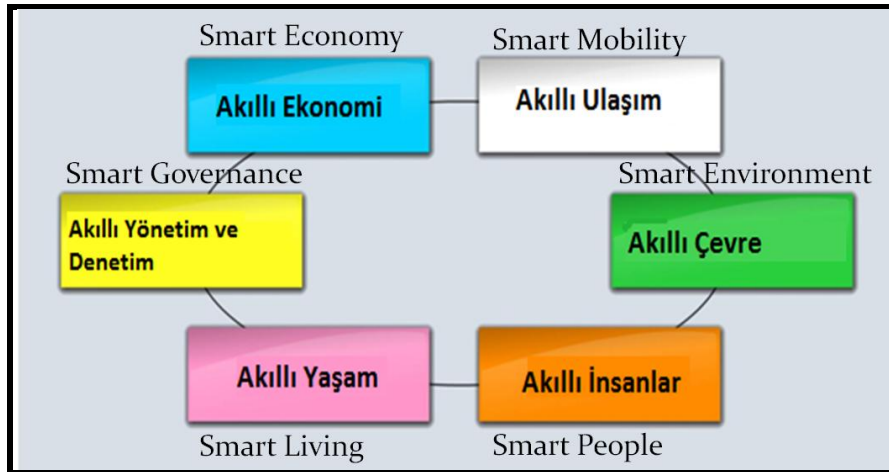 Smart Economy
Smart Mobility
Akıllı Ekonomi
Akıllı Ulaşım
Smart Governance
Smart Environment
Akıllı Yönetim ve
Denetim
Akıllı Çevre
Akıllı Yaşam
Akıllı İnsanlar
Smart Living
Smart People